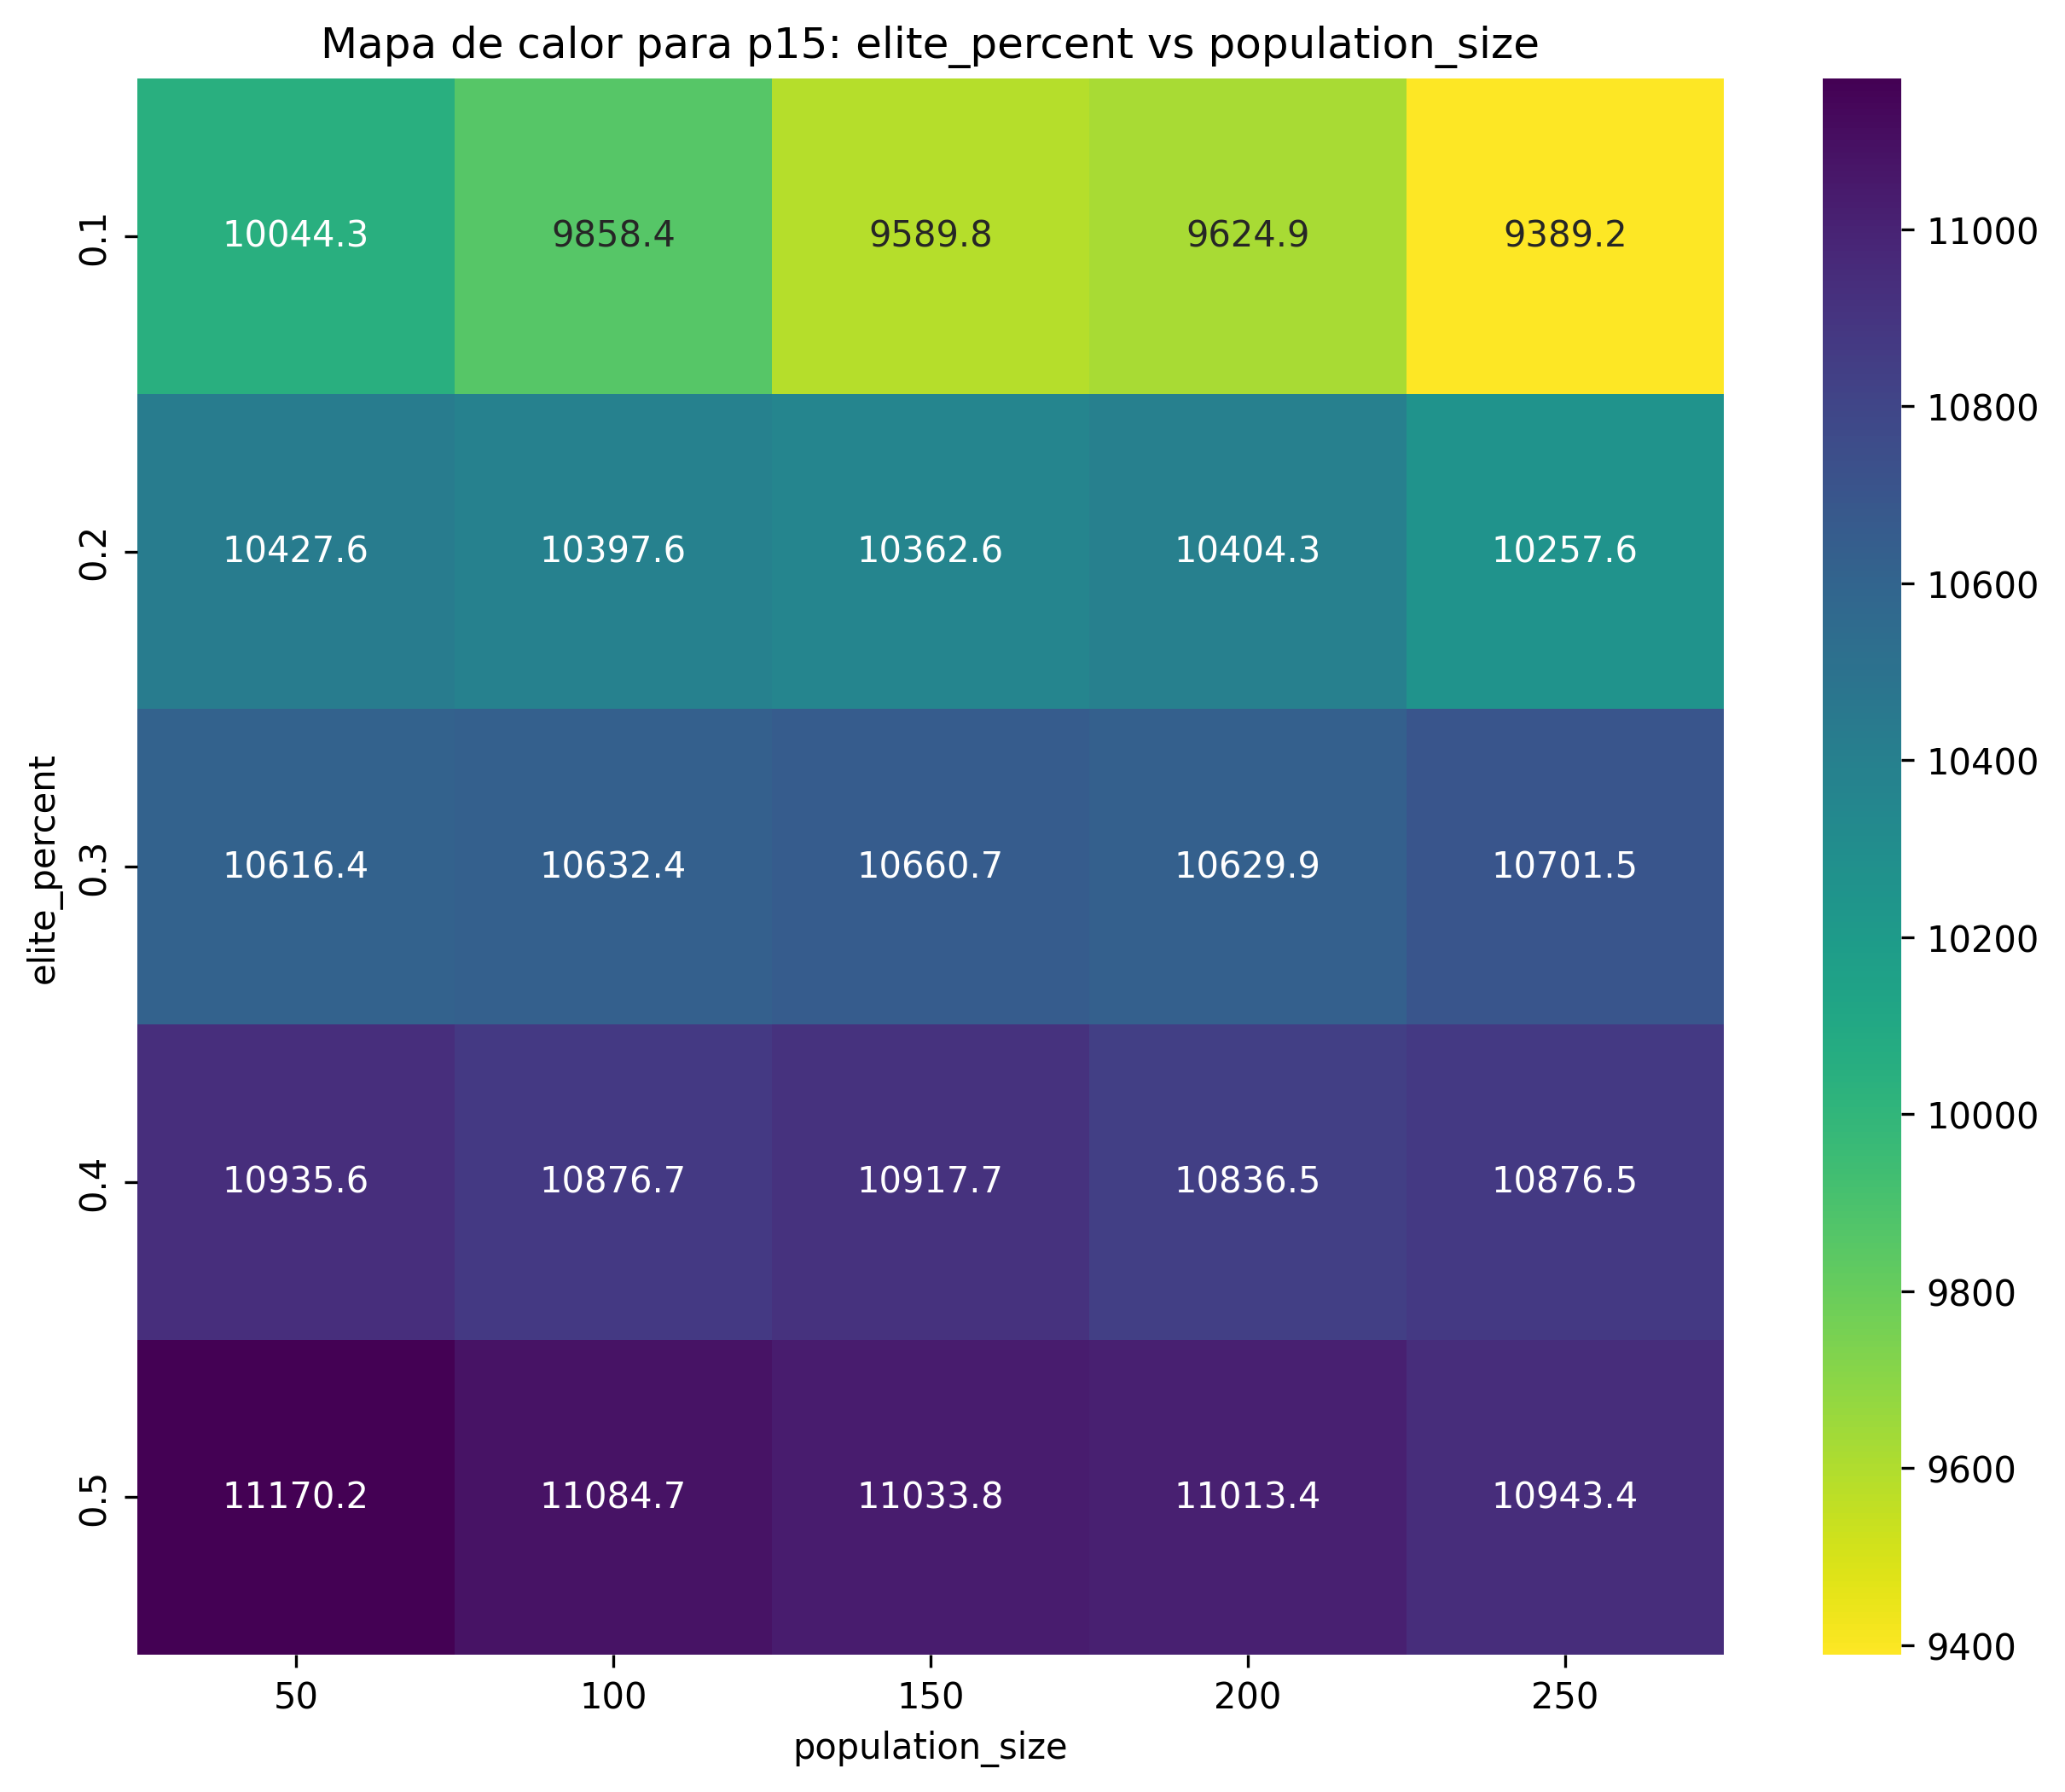 Mapa de calor para p15: elite_percent vs population_size
0.1 10044.3 9858.4 9589.8 9624.9 9389.2
0.2 10427.6 10397.6 10362.6 10404.3 10257.6
0.3 10616.4 10632.4 10660.7 10629.9 10701.5
0.4 10935.6 10876.7 10917.7 10836.5 10876.5
0.5 11170.2 11084.7 11033.8 11013.4 10943.4
50 100 150 200 250
population_size
elite_percent
11000
10800
10600
10400
10200
10000
9800
9600
9400